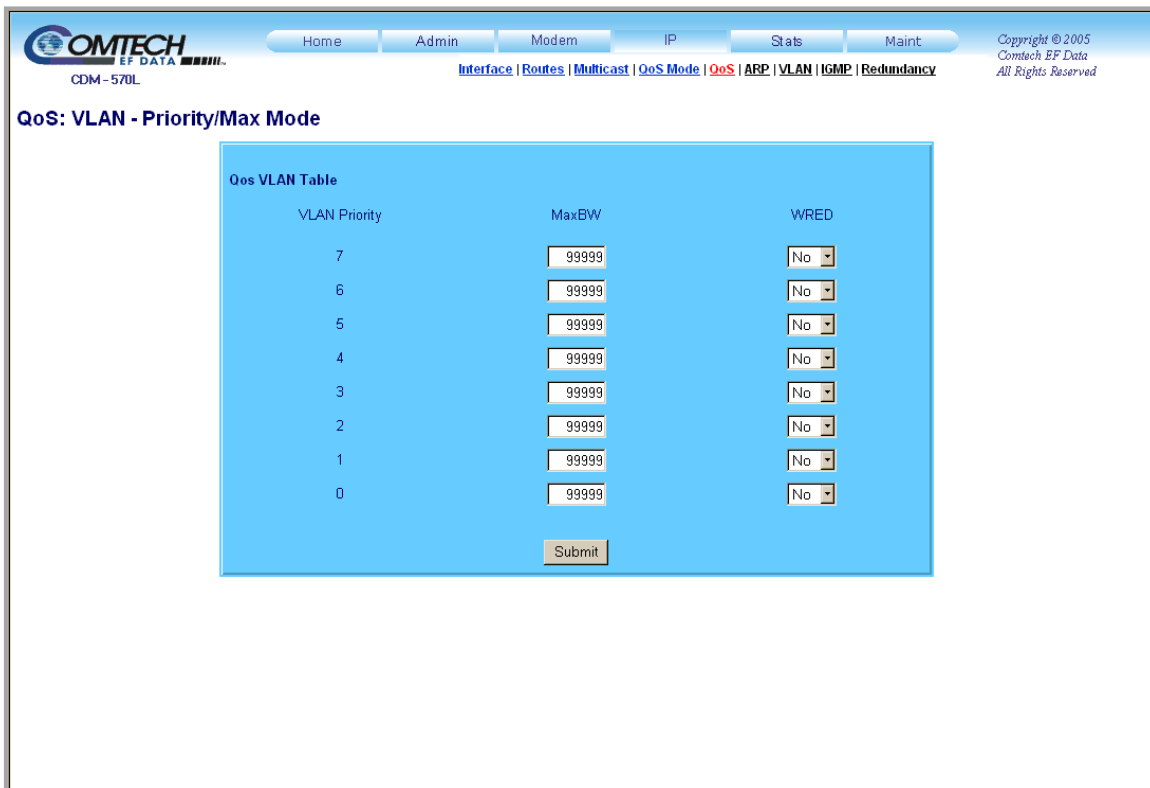 COMTECH
EF DATA
CDM-570L
Home Admin Modem IP Stats Maint
Interface | Routes | Multicast | QoS Mode | QoS | ARP | VLAN | IGMP | Redundancy
Copyright © 2005
Comtech EF Data
All Rights Reserved
QoS: VLAN - Priority/Max Mode
Qos VLAN Table
VLAN Priority MaxBW WRED
7 99999 No
6 99999 No
5 99999 No
4 99999 No
3 99999 No
2 99999 No
1 99999 No
0 99999 No
Submit